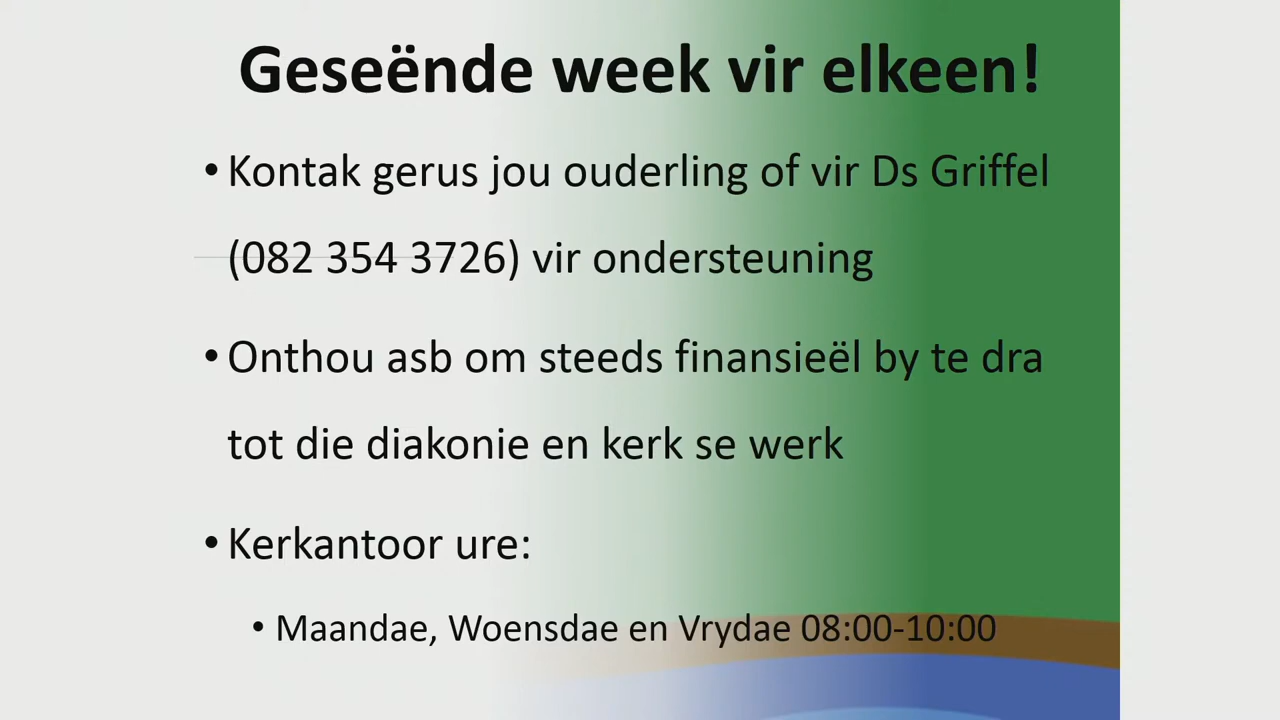 Geseënde week vir elkeen!
• Kontak gerus jou ouderling of vir Ds Griffel
(082 354 3726) vir ondersteuning
• Onthou asb om steeds finansieël by te dra
tot die diakonie en kerk se werk
• Kerkantoor ure:
• Maandae, Woensdae en Vrydae 08:00-10:00